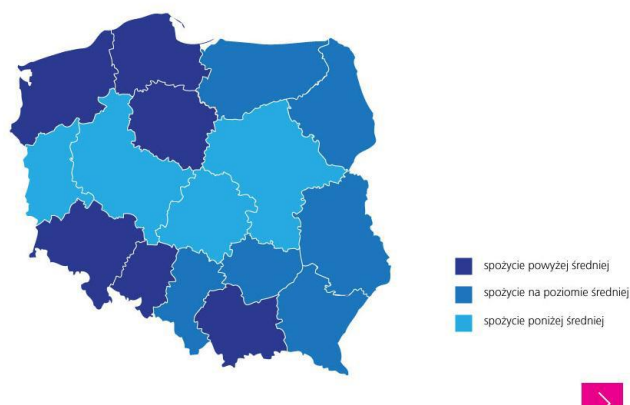 spożycie powyżej średniej
spożycie na poziomie średniej
spożycie poniżej średniej